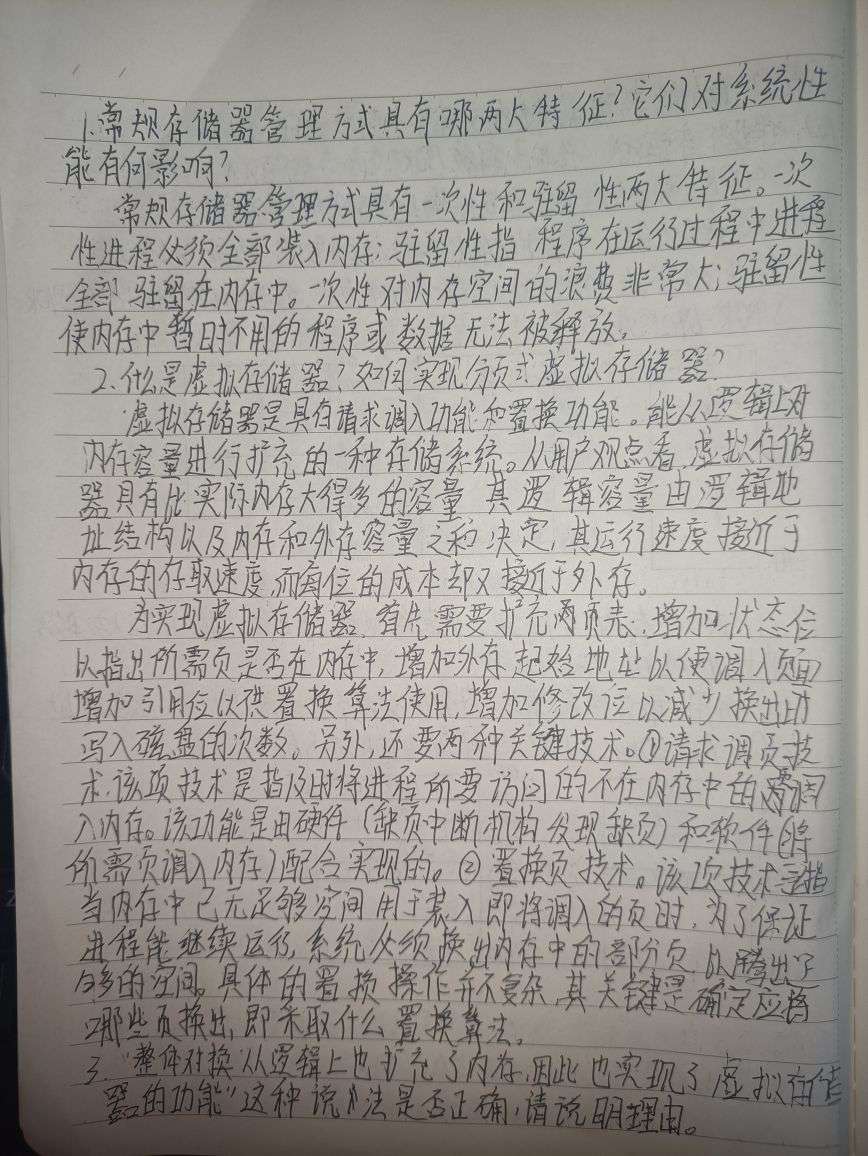 1.常规存储器管理方式具有哪两大特征?它们对系统性
能有何影响?
常规存储器管理方式具有一次性和驻留性两大特征。一次
性进程必须全部装入内存;驻留性指程序在运行过程中进程
全部驻留在内存中。一次性对内存空间的浪费非常大;驻留性
使内存中暂时不用的程序或数据无法被释放。
2.什么是虚拟存储器?如何实现分页式虚拟存储器?
虚拟存储器是具有请求调入功能和置换功能。能从逻辑上对
内存容量进行扩充的一种存储系统。从用户观点看,虚拟存储
器具有比实际内存大得多的容量,其逻辑容量由逻辑地
址结构以及内存和外存容量之和决定,其运行速度接近于
内存的存取速度,而每位的成本却又接近于外存。
为实现虚拟存储器,首先需要扩充页表:增加状态位
以指出所需页是否在内存中,增加外存起始地址以便调入页面
增加引用位以供置换算法使用,增加修改位以减少换出时
写入磁盘的次数。另外,还要两种关键技术。①请求调页技
术,该项技术是指及时将进程所要访问的不在内存中的页调
入内存。该功能是由硬件(缺页中断机构发现缺页)和软件(将
所需页调入内存)配合实现的。②置换页技术。该项技术是指
当内存中已无足够空间用于装入即将调入的页时,为了保证
进程能继续运行,系统必须换出内存中的部分页,以腾出足
够多的空间。具体的置换操作并不复杂,其关键是确定应将
哪些页换出,即采取什么置换算法。
3."整体对换从逻辑上也扩充了内存,因此也实现了虚拟存储
器的功能"这种说法是否正确,请说明理由。